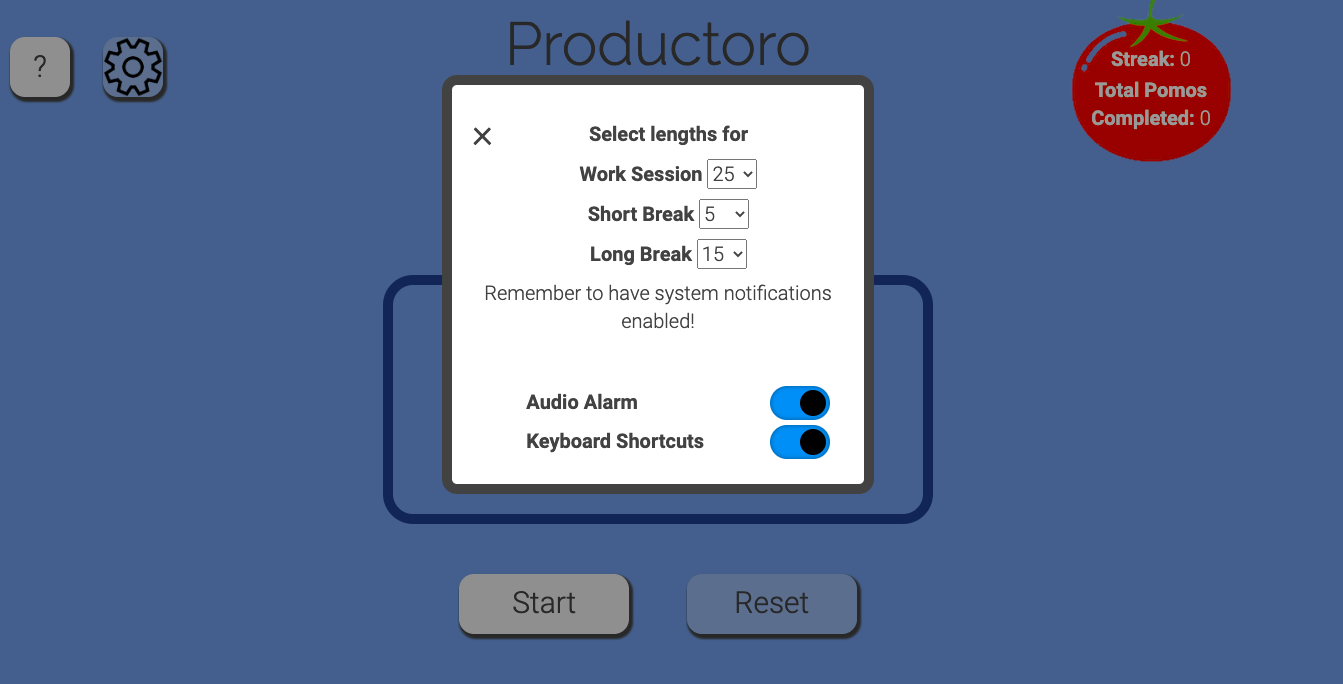 Productoro
?
Streak: 0
Total Pomos
Completed: 0
Select lengths for
Work Session 25
Short Break 5
Long Break 15
Remember to have system notifications
enabled!
Audio Alarm
Keyboard Shortcuts
Start
Reset